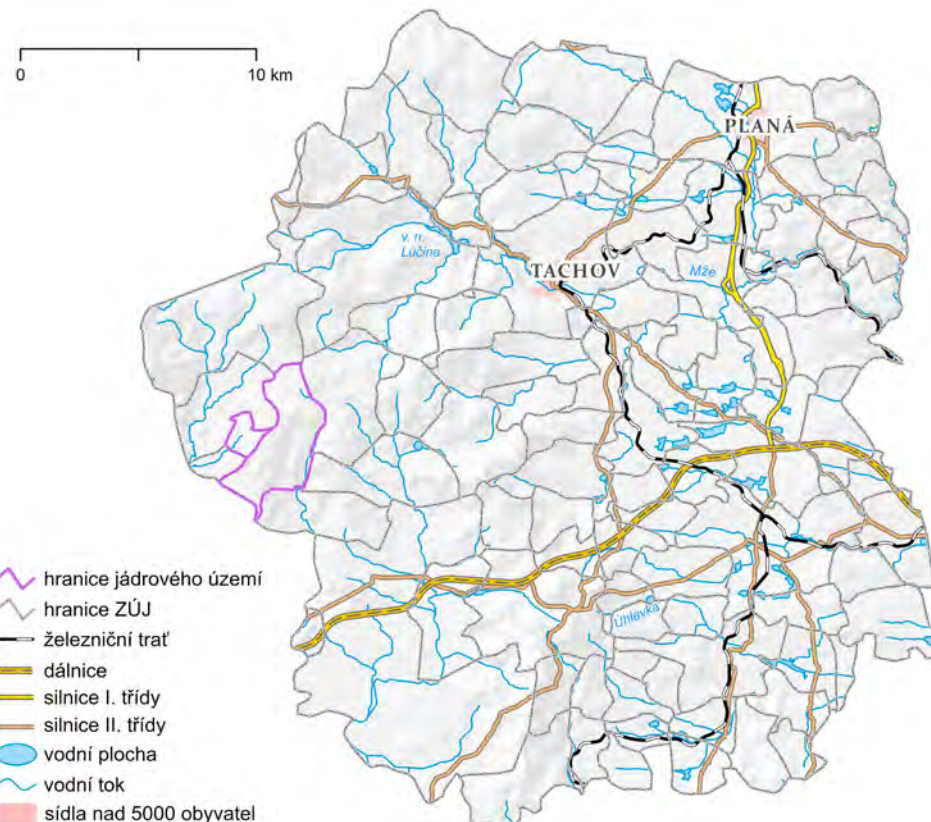 0 10 km
PLANÁ
v. n.
Lučina
TACHOV
Mže
Úhlavka
hranice jádrového území
hranice ZÚJ
železniční trať
dálnice
silnice I. třídy
silnice II. třídy
vodní plocha
vodní tok
sídla nad 5000 obyvatel